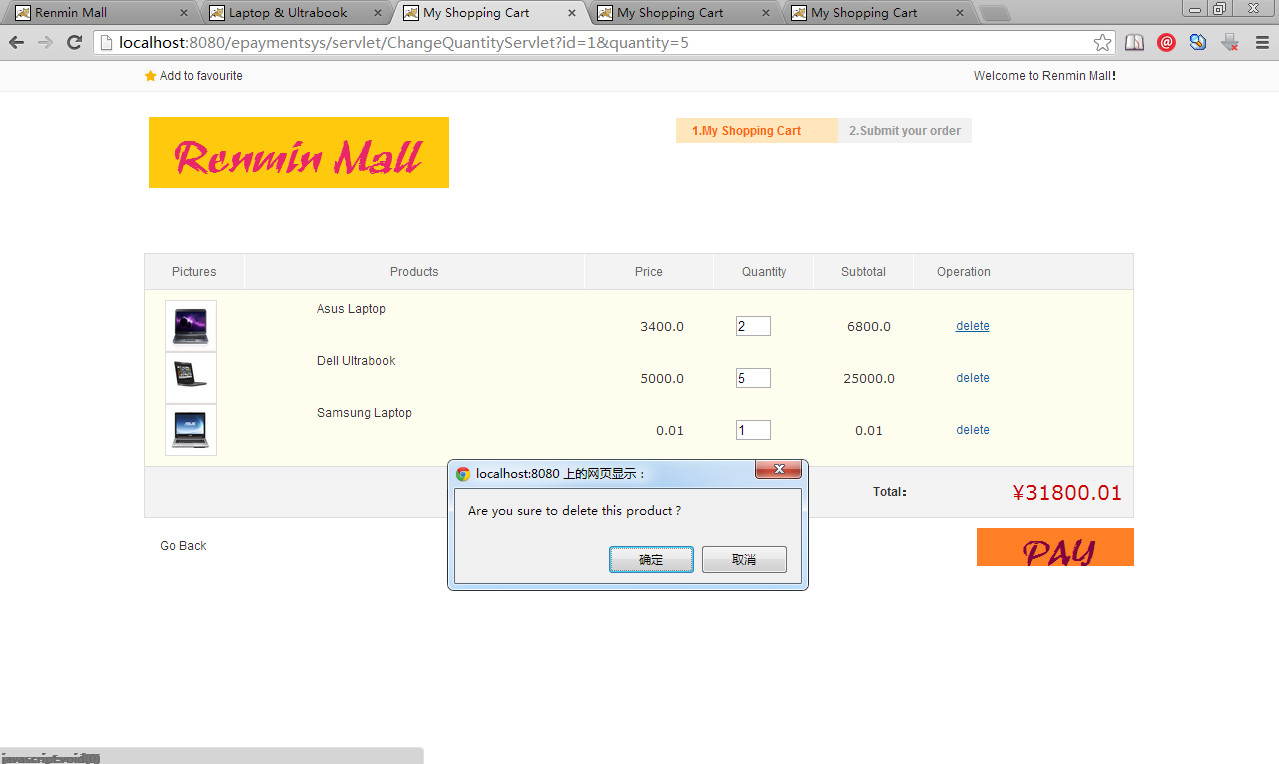 Renmin Mall
Laptop & Ultrabook
My Shopping Cart
My Shopping Cart
My Shopping Cart
localhost:8080/epaymentsys/servlet/ChangeQuantityServlet?id=1&quantity=5
Add to favourite
Welcome to Renmin Mall!
Renmin Mall
1.My Shopping Cart
2.Submit your order
Pictures Products Price Quantity Subtotal Operation
Asus Laptop 3400.0 2 6800.0 delete
Dell Ultrabook 5000.0 5 25000.0 delete
ASUS Samsung Laptop 0.01 1 0.01 delete
Total: ¥31800.01
localhost:8080 上的网页显示：
Are you sure to delete this product ?
确定 取消
Go Back
PAY
javascript:void(0)